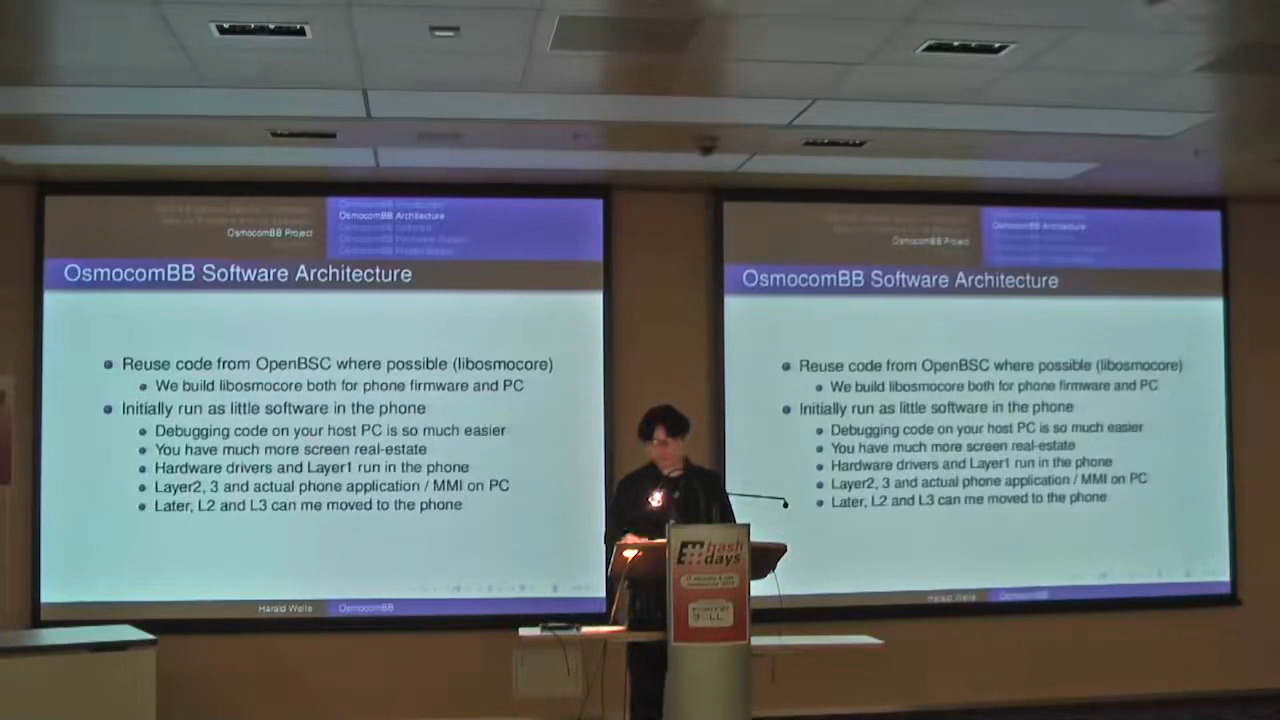 OsmocomBB Architecture
OsmocomBB Project
OsmocomBB Software Architecture
Reuse code from OpenBSC where possible (libosmocore)
We build libosmocore both for phone firmware and PC
Initially run as little software in the phone
Debugging code on your host PC is so much easier
You have much more screen real-estate
Hardware drivers and Layer1 run in the phone
Layer2, 3 and actual phone application / MMI on PC
Later, L2 and L3 can me moved to the phone
Harald Welte
OsmocomBB
OsmocomBB Architecture
OsmocomBB Project
OsmocomBB Software Architecture
Reuse code from OpenBSC where possible (libosmocore)
We build libosmocore both for phone firmware and PC
Initially run as little software in the phone
Debugging code on your host PC is so much easier
You have much more screen real-estate
Hardware drivers and Layer1 run in the phone
Layer2, 3 and actual phone application / MMI on PC
Later, L2 and L3 can me moved to the phone
Harald Welte
OsmocomBB
hash
days